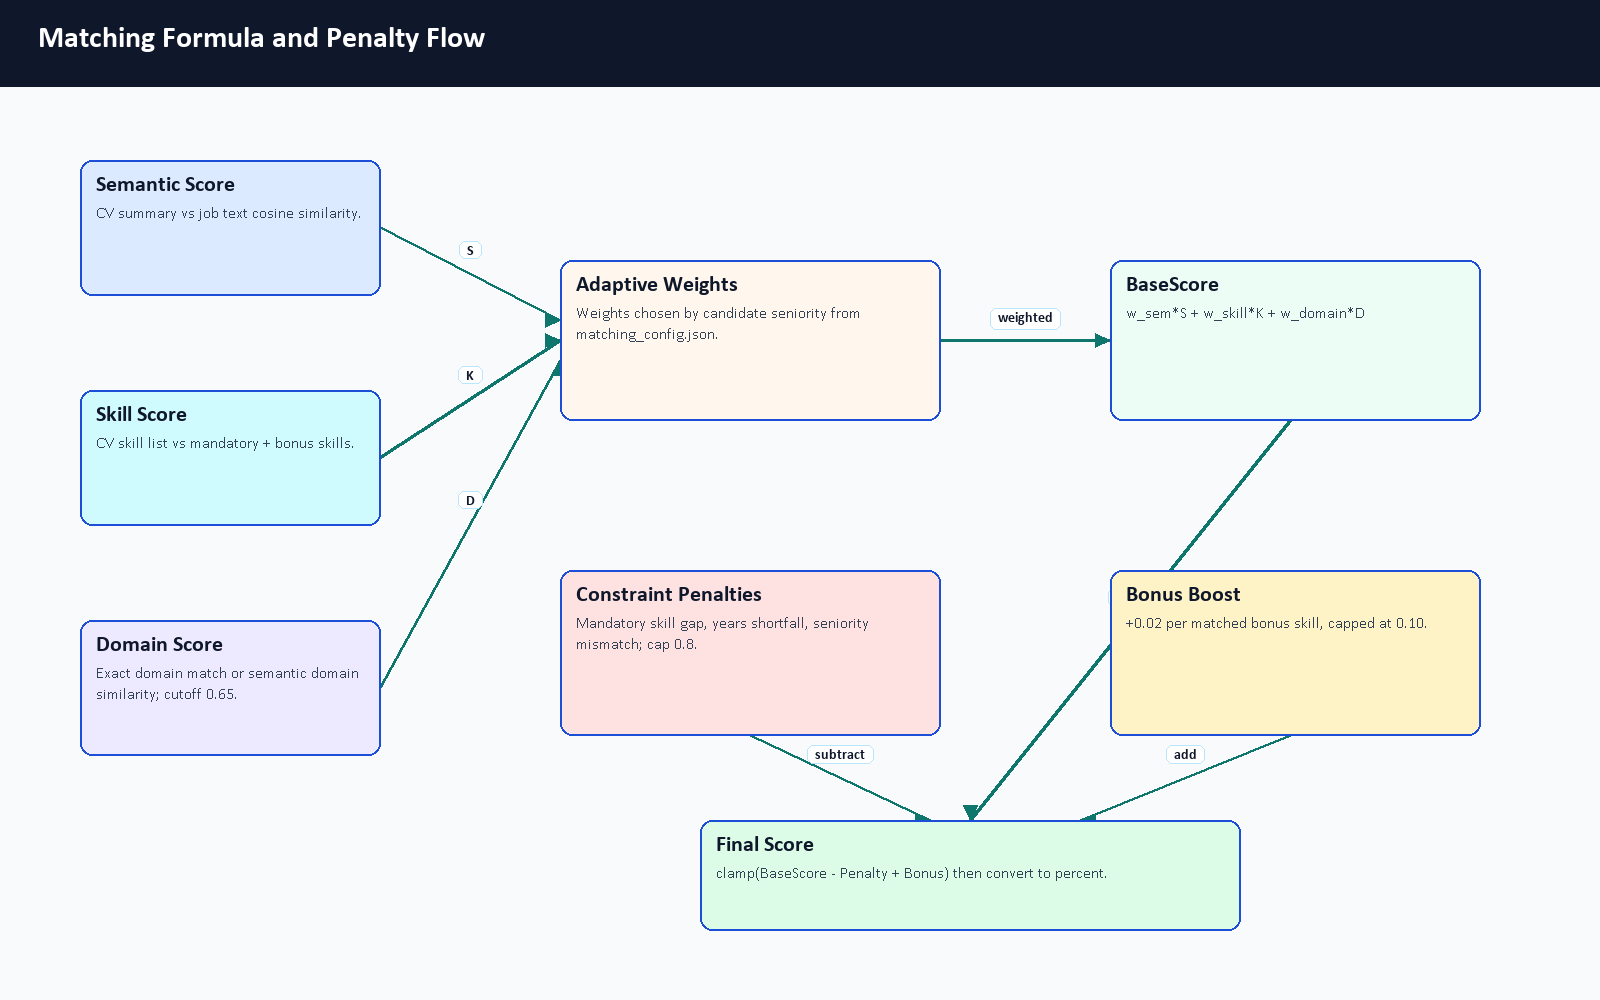 Matching Formula and Penalty Flow
Semantic Score
CV summary vs job text cosine similarity.
S
Adaptive Weights
Weights chosen by candidate seniority from
matching_config.json.
weighted
BaseScore
w_sem*S + w_skill*K + w_domain*D
K
Skill Score
CV skill list vs mandatory + bonus skills.
D
Domain Score
Exact domain match or semantic domain
similarity; cutoff 0.65.
Constraint Penalties
Mandatory skill gap, years shortfall, seniority
mismatch; cap 0.8.
Bonus Boost
+0.02 per matched bonus skill, capped at 0.10.
subtract
add
Final Score
clamp(BaseScore - Penalty + Bonus) then convert to percent.